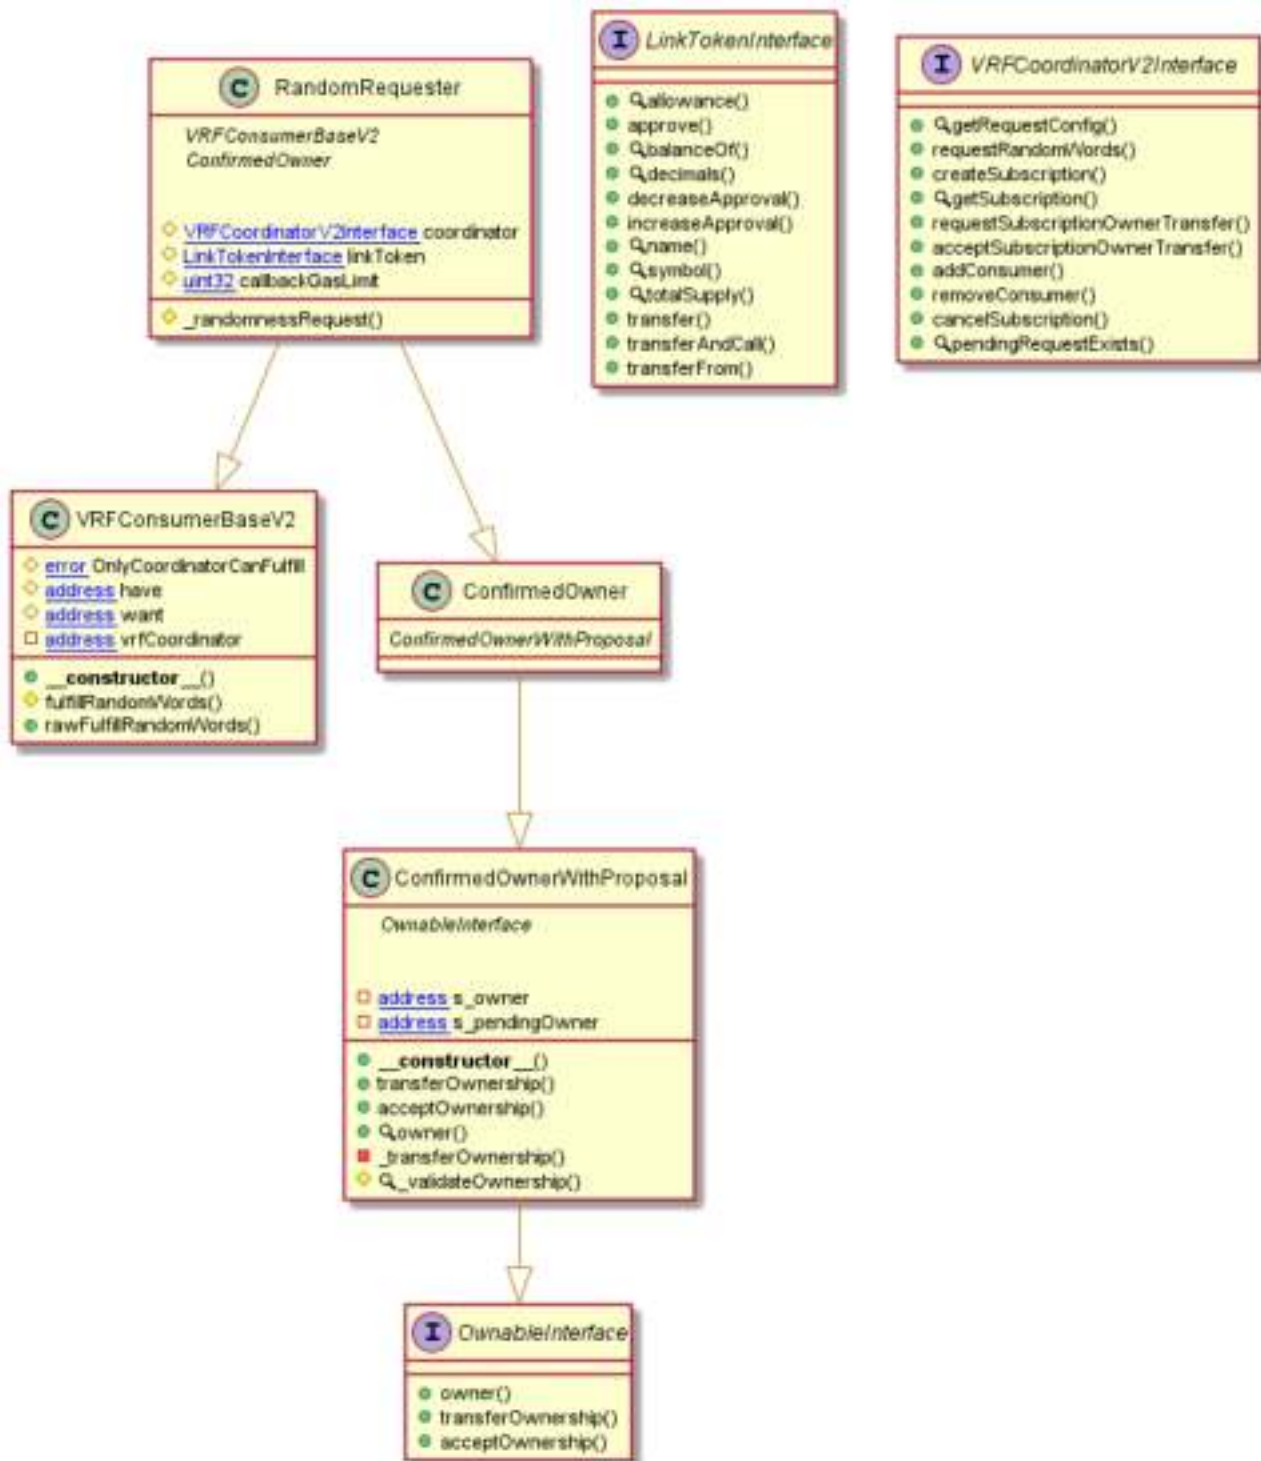 C RandomRequester
VRFConsumerBaseV2
ConfirmedOwner
VRFCoordinatorV2Interface coordinator
LinkTokenInterface linkToken
uint32 callbackGasLimit
_randomnessRequest()
I LinkTokenInterface
allowance()
approve()
balanceOf()
decimals()
decreaseApproval()
increaseApproval()
name()
symbol()
totalSupply()
transfer()
transferAndCall()
transferFrom()
I VRFCoordinatorV2Interface
getRequestConfig()
requestRandomWords()
createSubscription()
getSubscription()
requestSubscriptionOwnerTransfer()
acceptSubscriptionOwnerTransfer()
addConsumer()
removeConsumer()
cancelSubscription()
pendingRequestExists()
C VRFConsumerBaseV2
error OnlyCoordinatorCanFulfill
address have
address want
address vrfCoordinator
__constructor__()
fulfillRandomWords()
rawFulfillRandomWords()
C ConfirmedOwner
ConfirmedOwnerWithProposal
C ConfirmedOwnerWithProposal
OwnableInterface
address s_owner
address s_pendingOwner
__constructor__()
transferOwnership()
acceptOwnership()
owner()
_transferOwnership()
_validateOwnership()
I OwnableInterface
owner()
transferOwnership()
acceptOwnership()